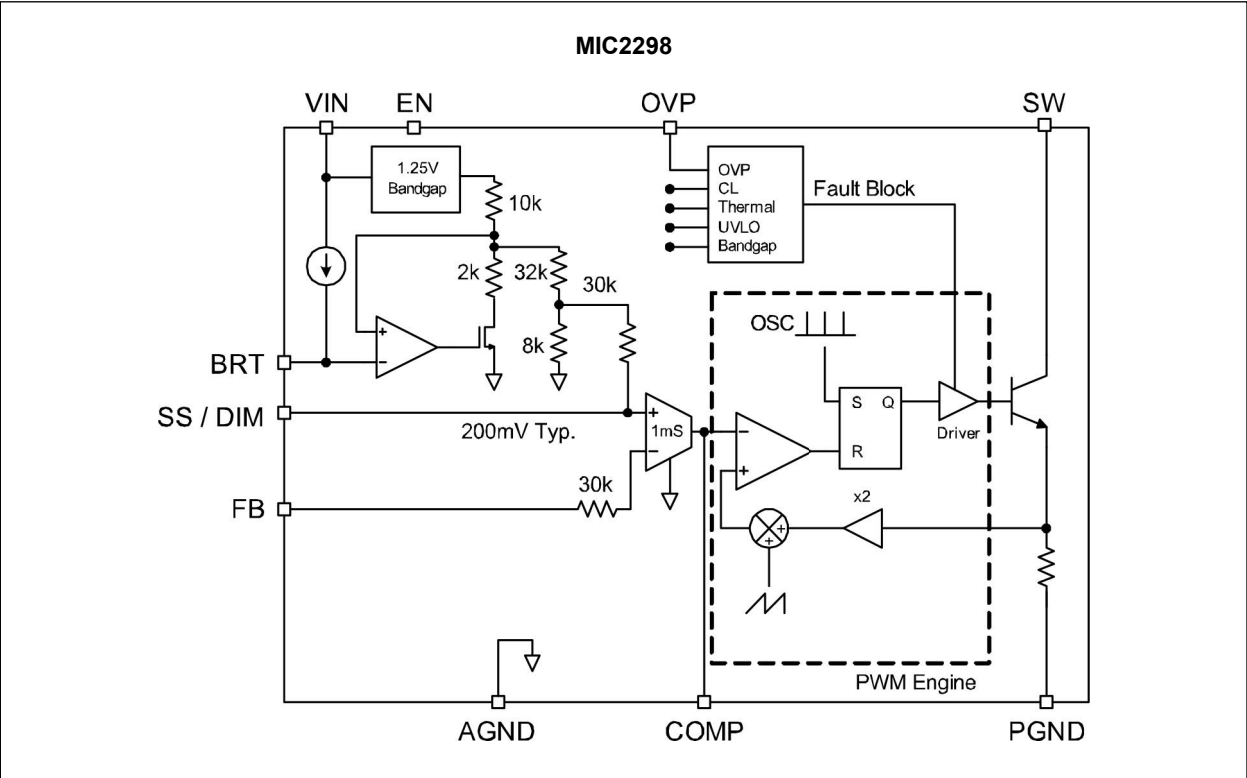 MIC2298
VIN EN OVP SW
1.25V
Bandgap
10k
OVP
CL
Thermal
UVLO
Bandgap
Fault Block
2k 32k 30k
8k
OSC
BRT
SS / DIM
200mV Typ.
+
-
+
-
1mS
-
+
S Q
R
Driver
FB
30k
x2
+
+
PWM Engine
AGND COMP PGND